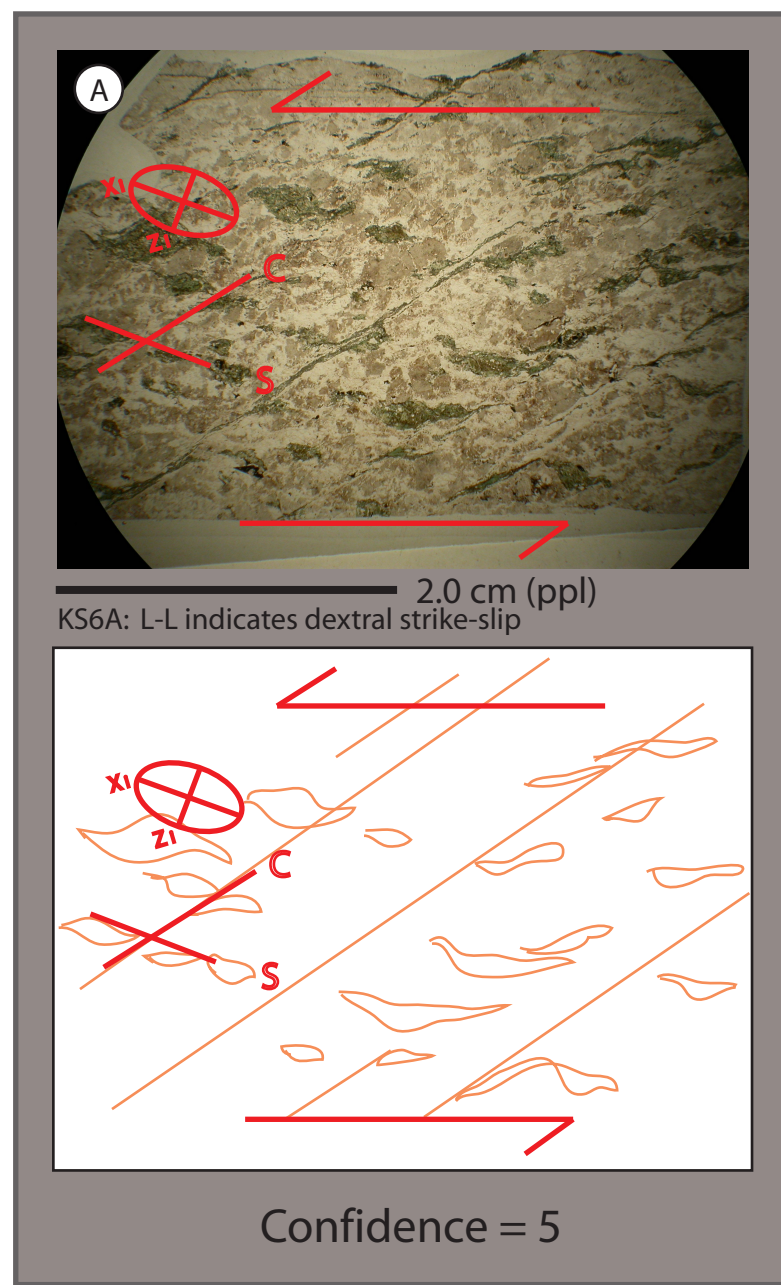 A
X1
Z1
C
S
2.0 cm (ppl)
KS6A: L-L indicates dextral strike-slip
X1
Z1
C
S
Confidence = 5